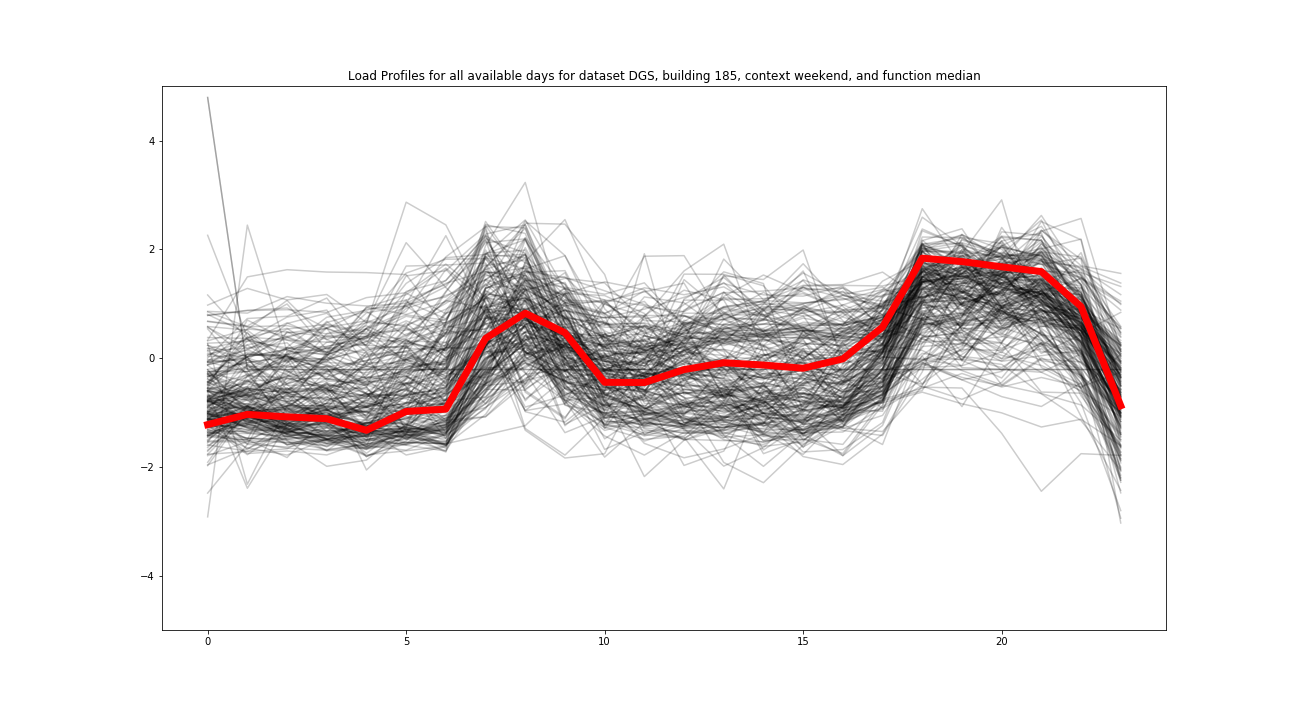 Load Profiles for all available days for dataset DGS, building 185, context weekend, and function median
4
2
0
−2
−4
0 5 10 15 20